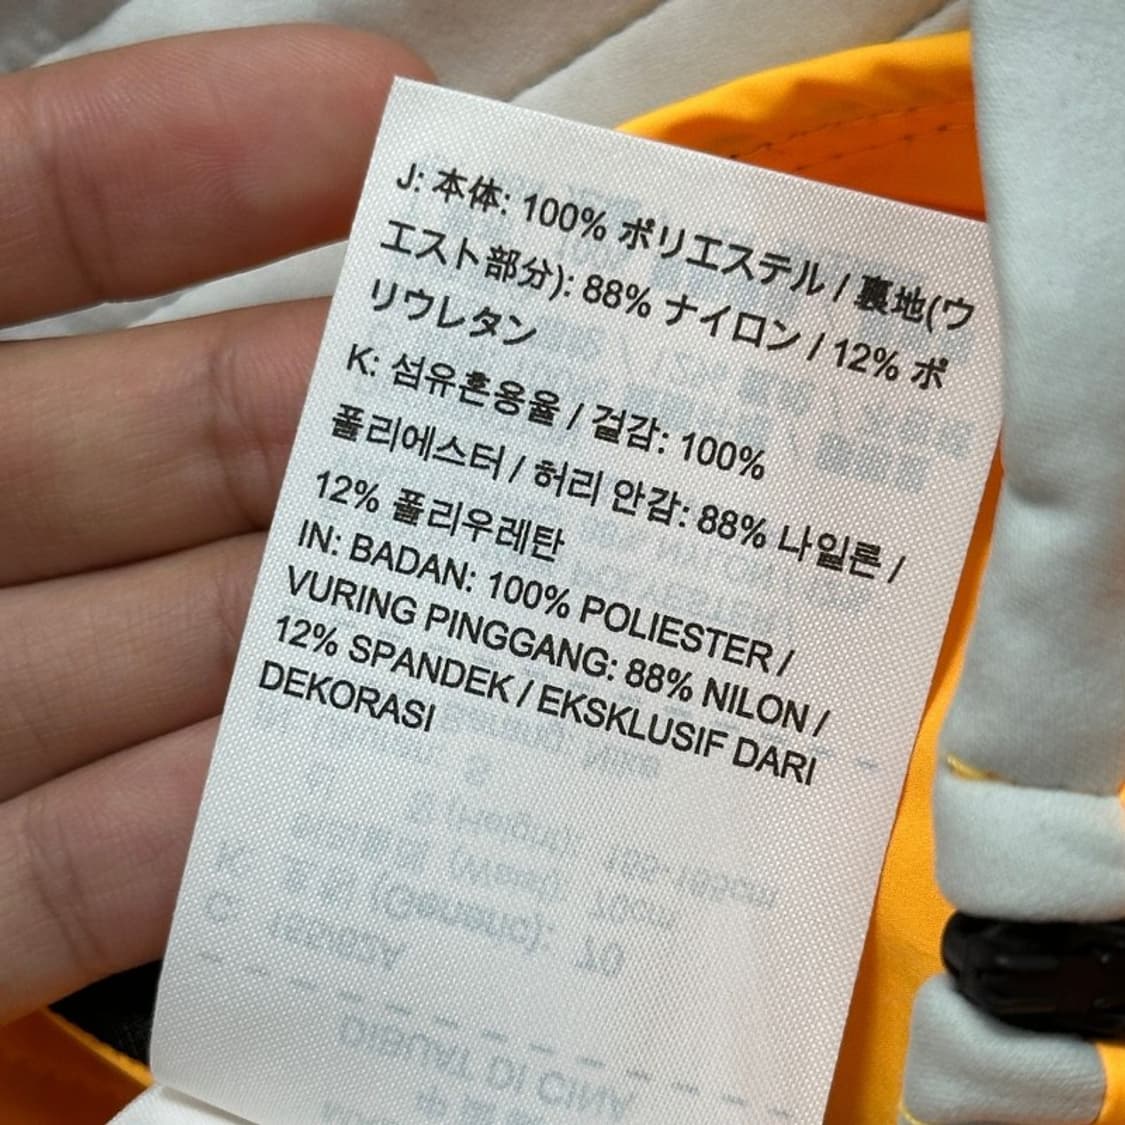 J: 本体: 100% ポリエステル / 裏地(ウ
エスト部分): 88% ナイロン / 12% ポ
リウレタン
K: 섬유혼용율 / 겉감: 100%
폴리에스터 / 허리 안감: 88% 나일론 /
12% 폴리우레탄
IN: BADAN: 100% POLIESTER /
VURING PINGGANG: 88% NILON /
12% SPANDEK / EKSKLUSIF DARI
DEKORASI
DIBUAT DI CINA